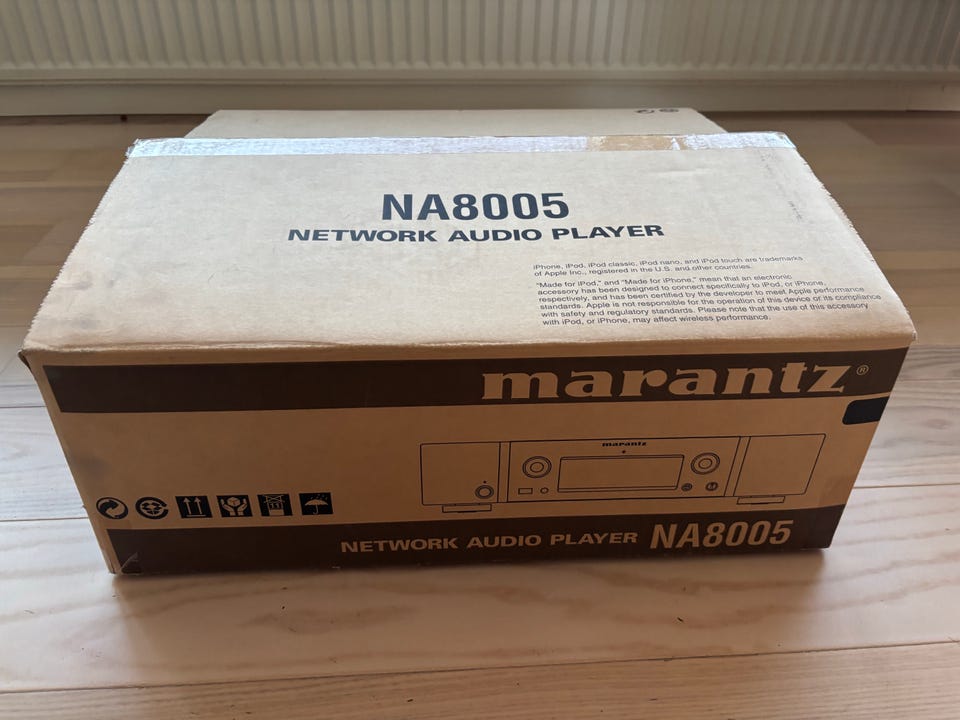 NA8005
NETWORK AUDIO PLAYER
iPhone, iPod, iPod classic, iPod nano, and iPod touch are trademarks
of Apple Inc., registered in the U.S. and other countries.
"Made for iPod," and "Made for iPhone," mean that an electronic
accessory has been designed to connect specifically to iPod, or iPhone,
respectively, and has been certified by the developer to meet Apple performance
standards. Apple is not responsible for the operation of this device or its compliance
with safety and regulatory standards. Please note that the use of this accessory
with iPod, or iPhone, may affect wireless performance.
marantz®
marantz
NETWORK AUDIO PLAYER NA8005